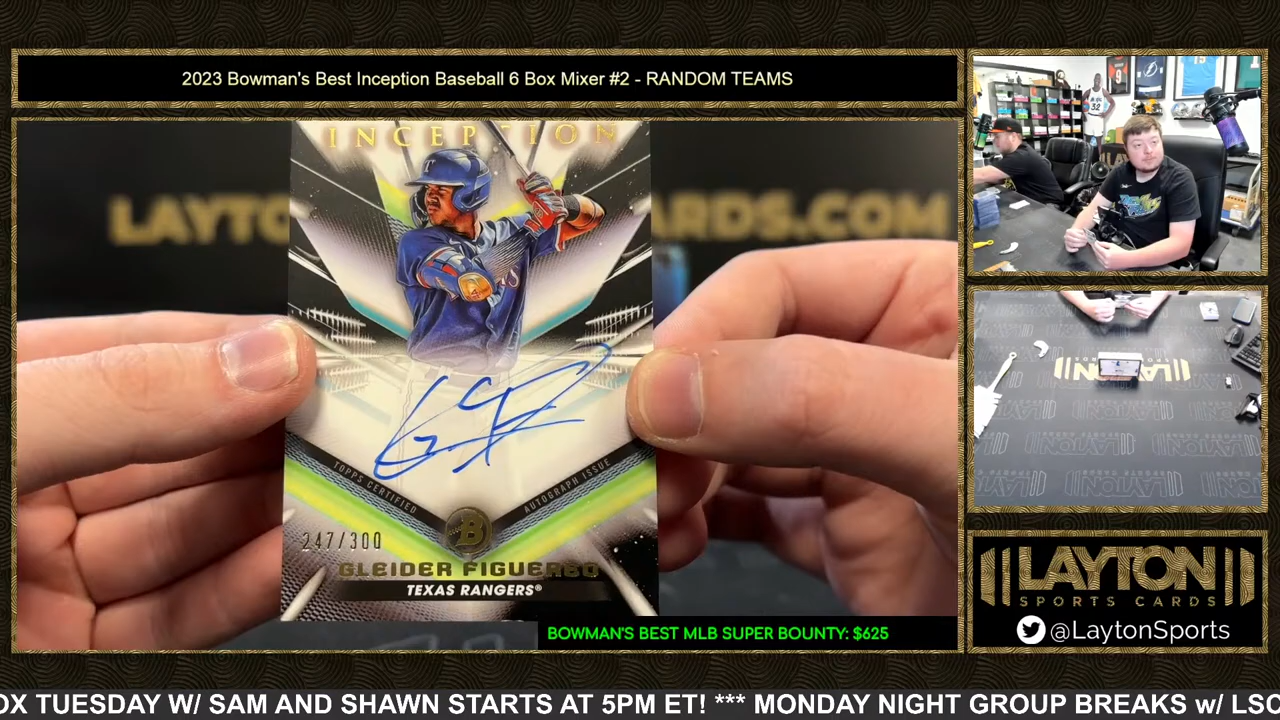 2023 Bowman's Best Inception Baseball 6 Box Mixer #2 - RANDOM TEAMS
INCEPTION
TOPPS CERTIFIED
AUTOGRAPH ISSUE
B
247/300
GLEIDER FIGUEREO
TEXAS RANGERS®
BOWMAN'S BEST MLB SUPER BOUNTY: $625
LAYTON
SPORTS CARDS
@LaytonSports
OX TUESDAY W/ SAM AND SHAWN STARTS AT 5PM ET! *** MONDAY NIGHT GROUP BREAKS w/ LSC